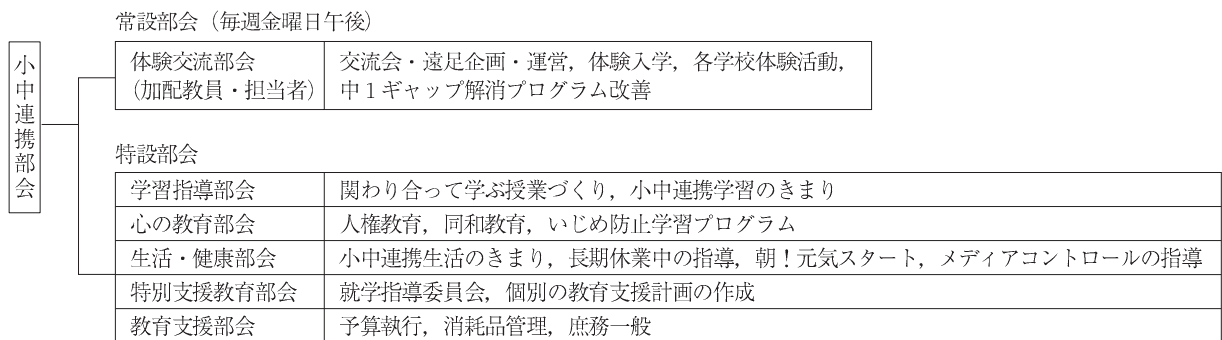 小中連携部会
常設部会（毎週金曜日午後）
体験交流部会
（加配教員・担当者）
交流会・遠足企画・運営，体験入学，各学校体験活動，
中１ギャップ解消プログラム改善
特設部会
学習指導部会 関わり合って学ぶ授業づくり，小中連携学習のきまり
心の教育部会 人権教育，同和教育，いじめ防止学習プログラム
生活・健康部会 小中連携生活のきまり，長期休業中の指導，朝！元気スタート，メディアコントロールの指導
特別支援教育部会 就学指導委員会，個別の教育支援計画の作成
教育支援部会 予算執行，消耗品管理，庶務一般